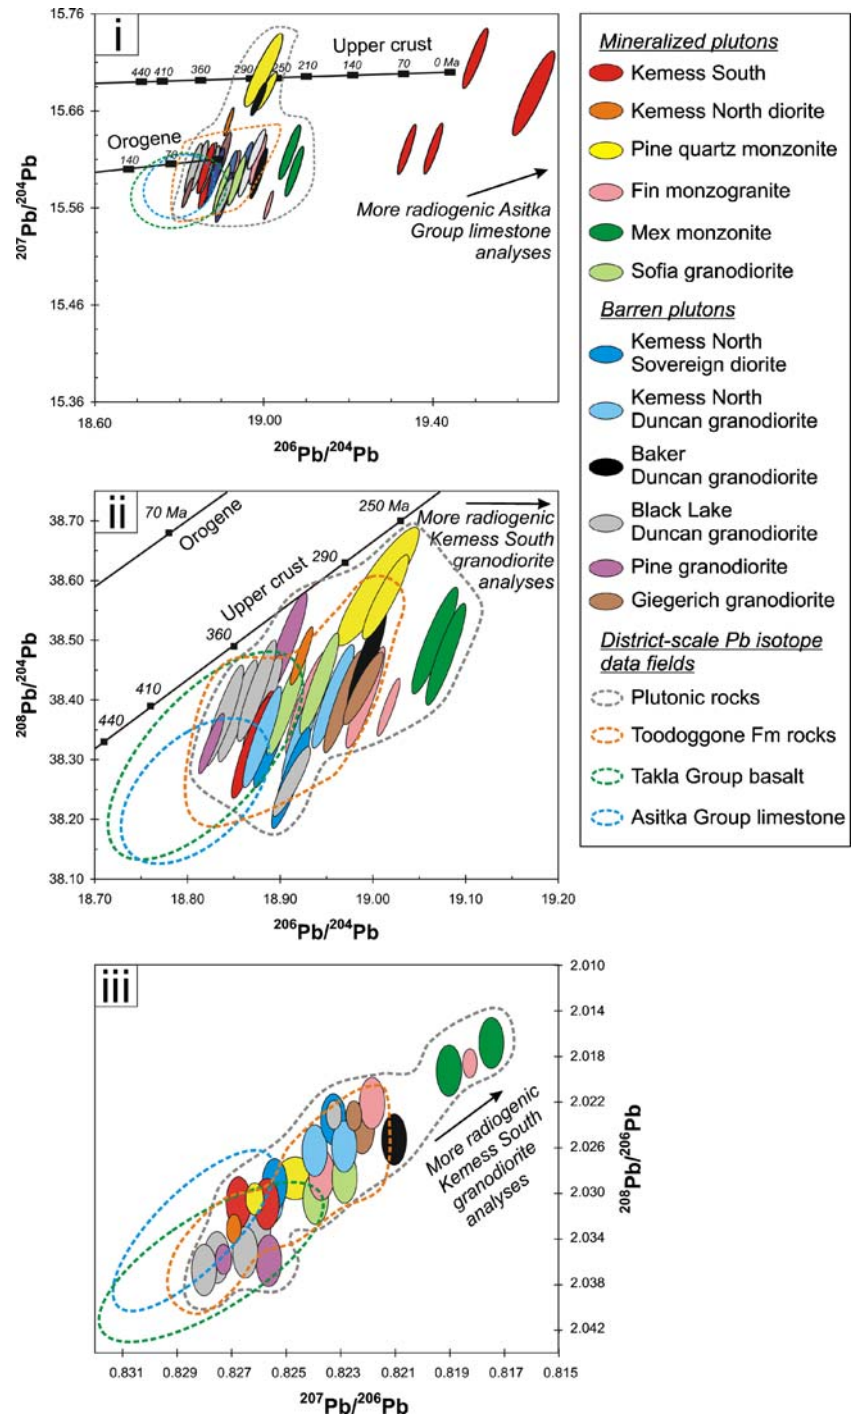 i
15.76
15.66
15.56
15.46
15.36
207Pb/204Pb
Upper crust
440 410 360 290 250 210 140 70 0 Ma
Orogene
140 70
More radiogenic Asitka
Group limestone
analyses
18.60 19.00 19.40
206Pb/204Pb
ii
38.70
38.60
38.50
38.40
38.30
38.20
38.10
208Pb/204Pb
70 Ma
Orogene
Upper crust
250 Ma
290
360
410
440
More radiogenic
Kemess South
granodiorite
analyses
18.70 18.80 18.90 19.00 19.10 19.20
206Pb/204Pb
iii
2.010
2.014
2.018
2.022
2.026
2.030
2.034
2.038
2.042
208Pb/206Pb
More radiogenic
Kemess South
granodiorite
analyses
0.831 0.829 0.827 0.825 0.823 0.821 0.819 0.817 0.815
207Pb/206Pb
Mineralized plutons
Kemess South
Kemess North diorite
Pine quartz monzonite
Fin monzogranite
Mex monzonite
Sofia granodiorite
Barren plutons
Kemess North
Sovereign diorite
Kemess North
Duncan granodiorite
Baker
Duncan granodiorite
Black Lake
Duncan granodiorite
Pine granodiorite
Giegerich granodiorite
District-scale Pb isotope
data fields
Plutonic rocks
Toodoggone Fm rocks
Takla Group basalt
Asitka Group limestone